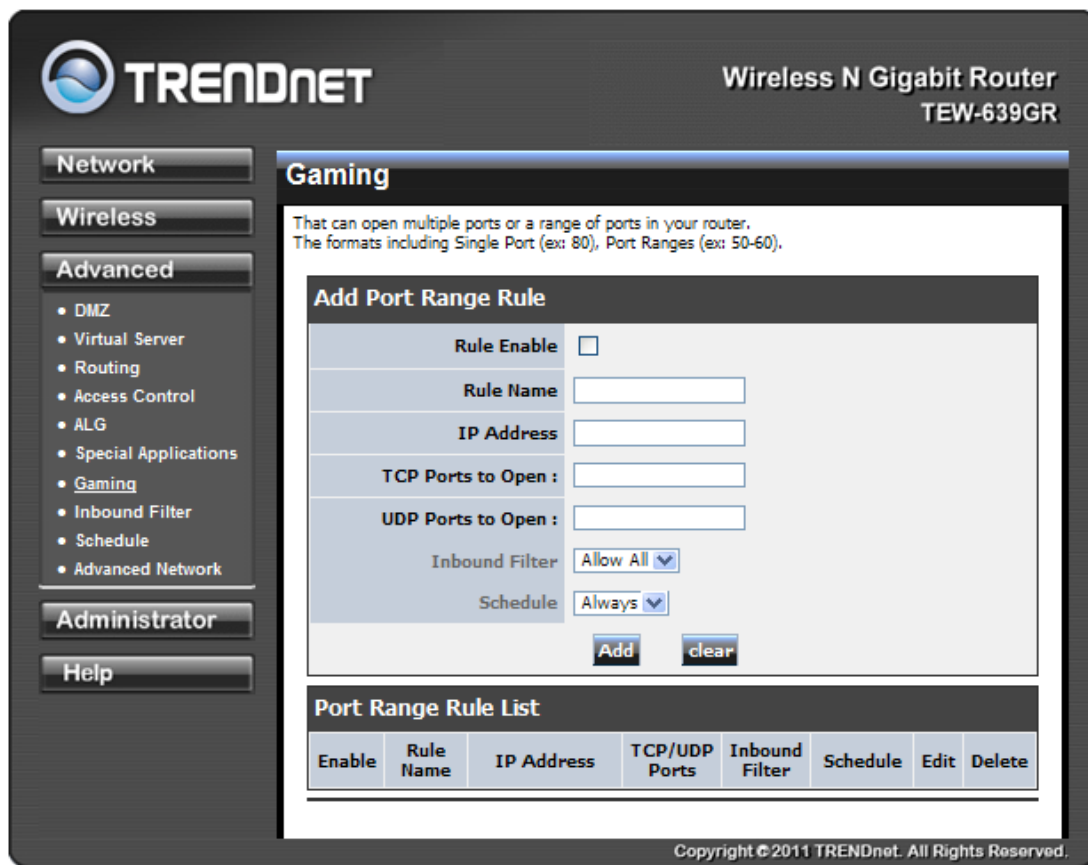 TRENDNET
Wireless N Gigabit Router
TEW-639GR
Network
Wireless
Advanced
• DMZ
• Virtual Server
• Routing
• Access Control
• ALG
• Special Applications
• Gaming
• Inbound Filter
• Schedule
• Advanced Network
Administrator
Help
Gaming
That can open multiple ports or a range of ports in your router.
The formats including Single Port (ex: 80), Port Ranges (ex: 50-60).
Add Port Range Rule
Rule Enable
Rule Name
IP Address
TCP Ports to Open :
UDP Ports to Open :
Inbound Filter Allow All
Schedule Always
Add clear
Port Range Rule List
Enable Rule Name IP Address TCP/UDP Ports Inbound Filter Schedule Edit Delete
Copyright © 2011 TRENDnet. All Rights Reserved.